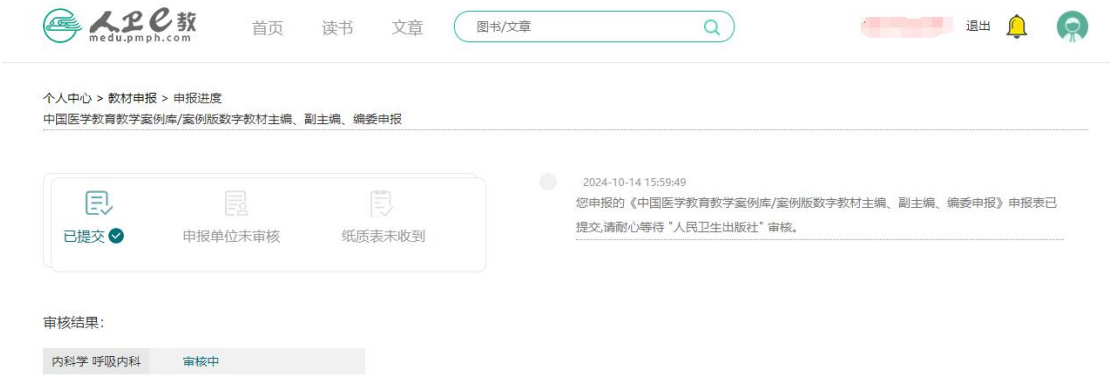 人卫e教
medu.pmph.com
首页 读书 文章 图书/文章 退出
个人中心 > 教材申报 > 申报进度
中国医学教育教学案例库/案例版数字教材主编、副主编、编委申报
已提交 申报单位未审核 纸质表未收到
2024-10-14 15:59:49
您申报的《中国医学教育教学案例库/案例版数字教材主编、副主编、编委申报》申报表已
提交,请耐心等待 "人民卫生出版社" 审核。
审核结果：
内科学 呼吸内科 审核中